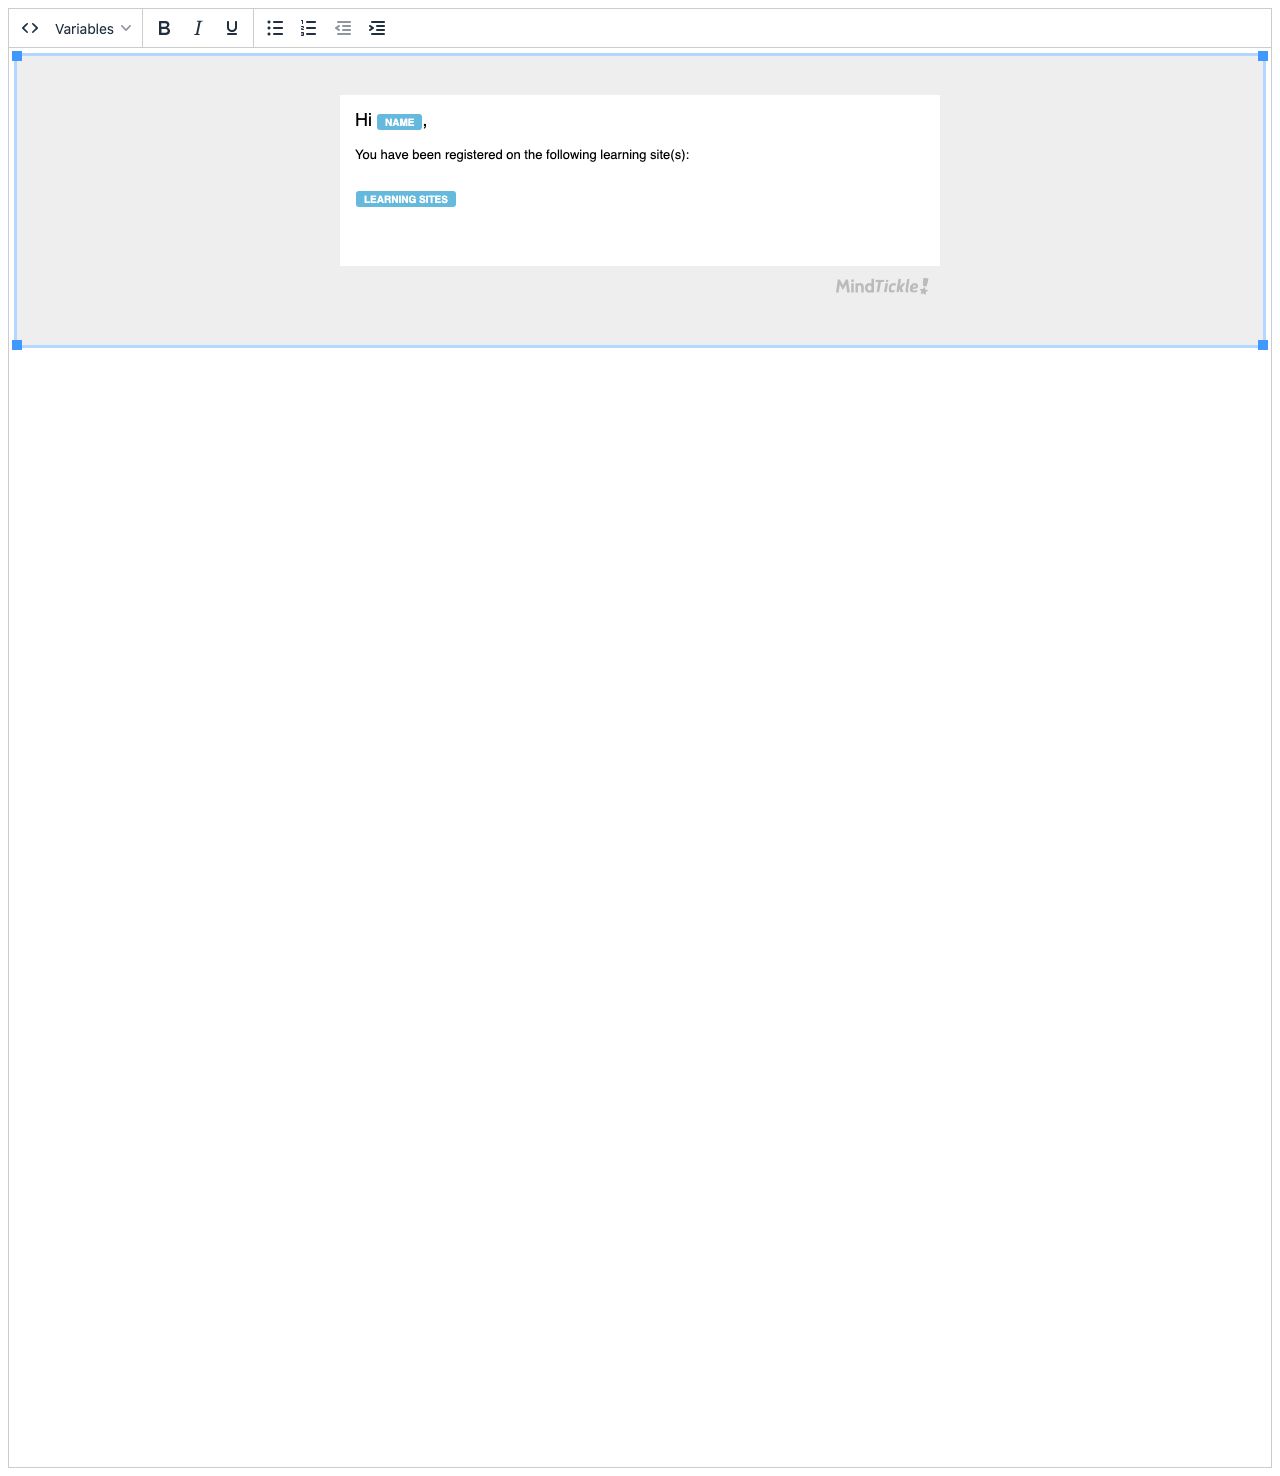 Variables B I U
Hi NAME ,
You have been registered on the following learning site(s):
LEARNING SITES
MindTickle!